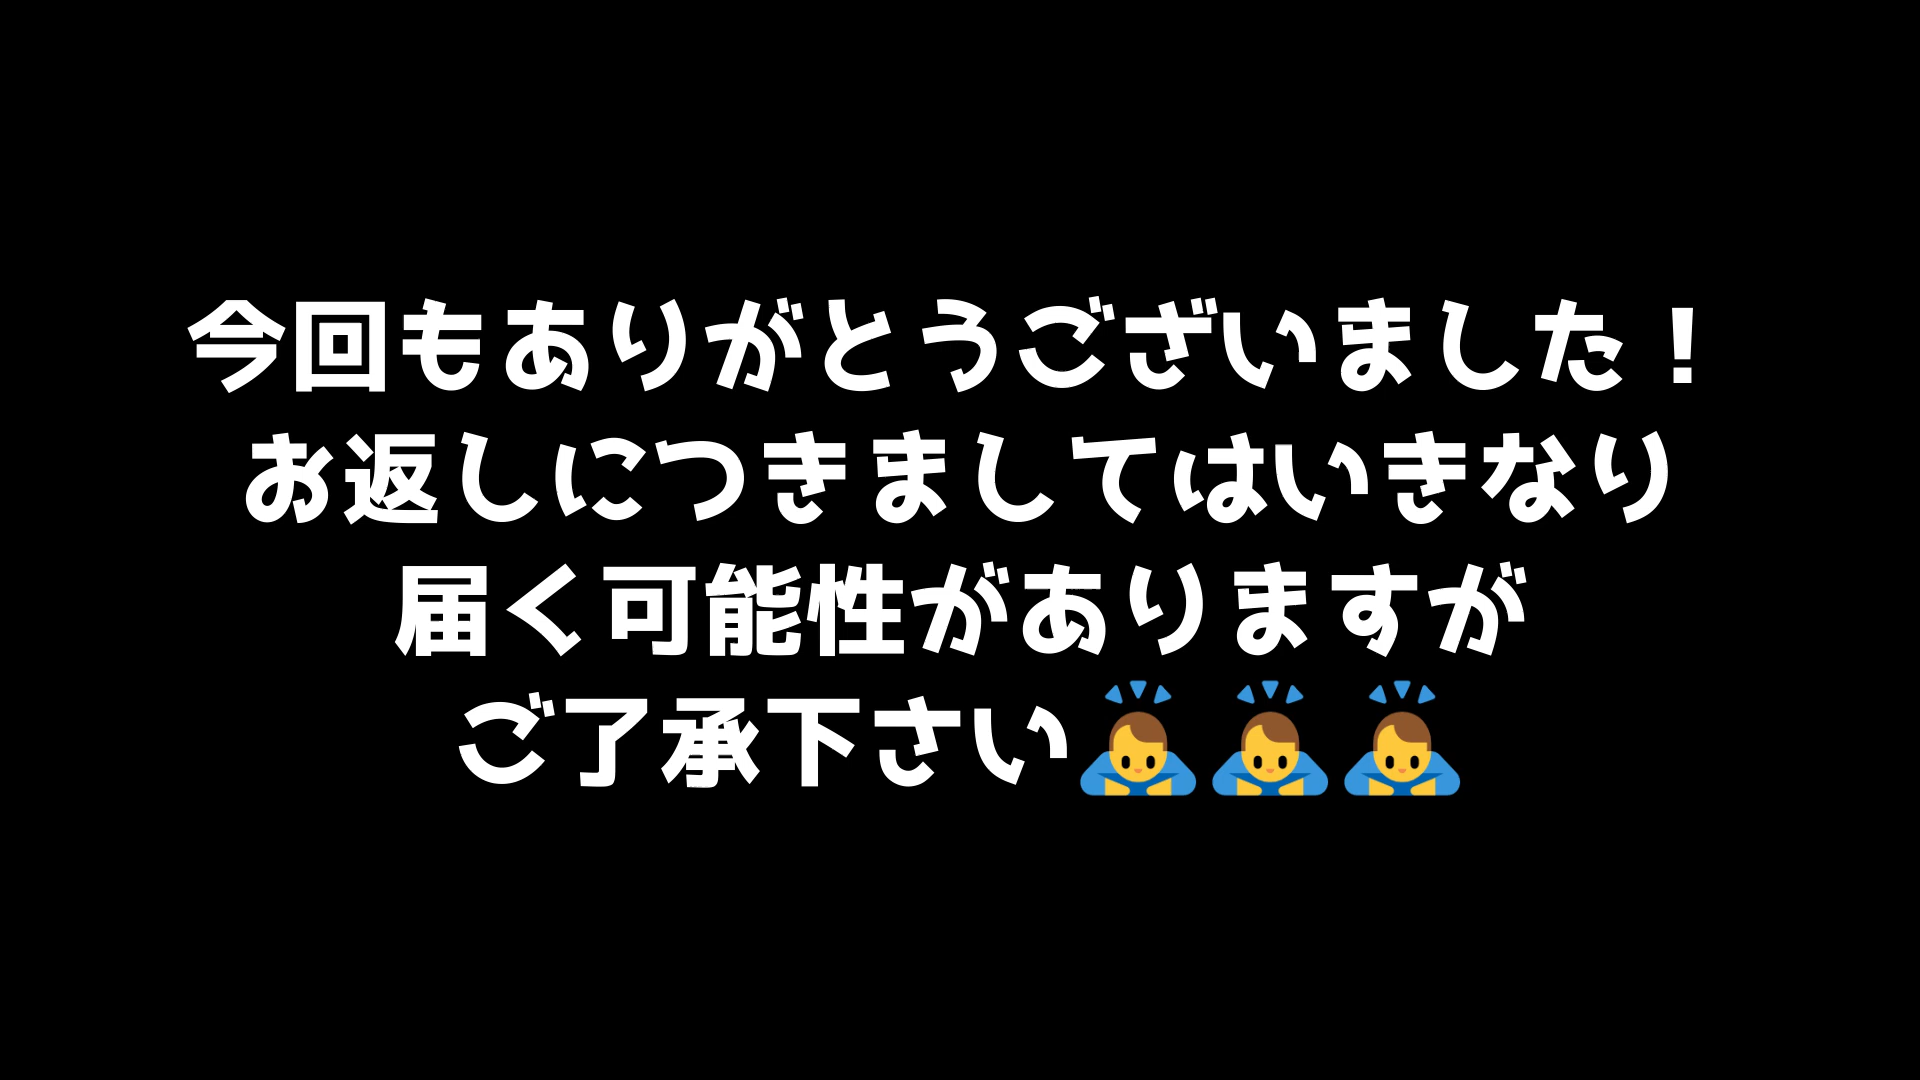 今回もありがとうございました！
お返しにつきましてはいきなり
届く可能性がありますが
ご了承下さい🙇‍♂️🙇‍♂️🙇‍♂️